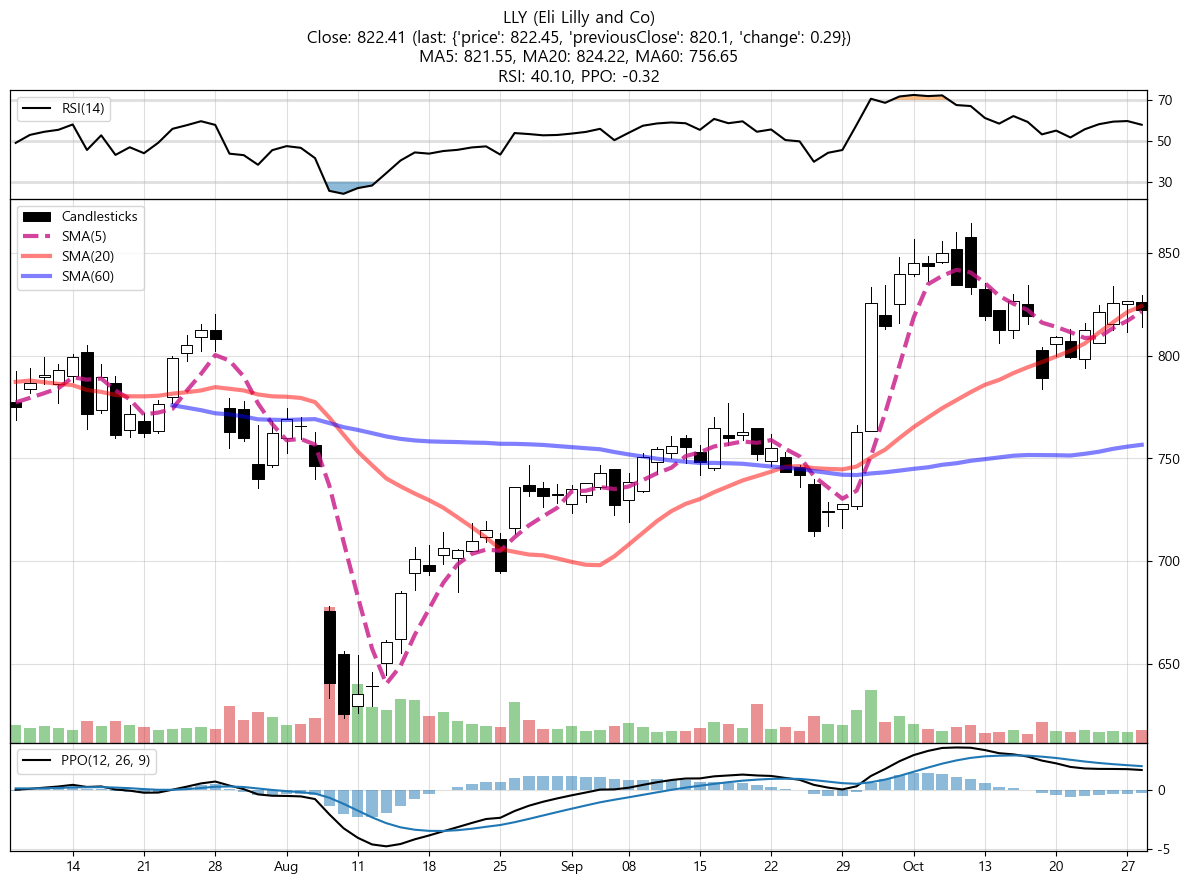 LLY (Eli Lilly and Co)
Close: 822.41 (last: {'price': 822.45, 'previousClose': 820.1, 'change': 0.29})
MA5: 821.55, MA20: 824.22, MA60: 756.65
RSI: 40.10, PPO: -0.32
RSI(14)
70
50
30
Candlesticks
SMA(5)
SMA(20)
SMA(60)
850
800
750
700
650
PPO(12, 26, 9)
0
-5
14 21 28 Aug 11 18 25 Sep 08 15 22 29 Oct 13 20 27